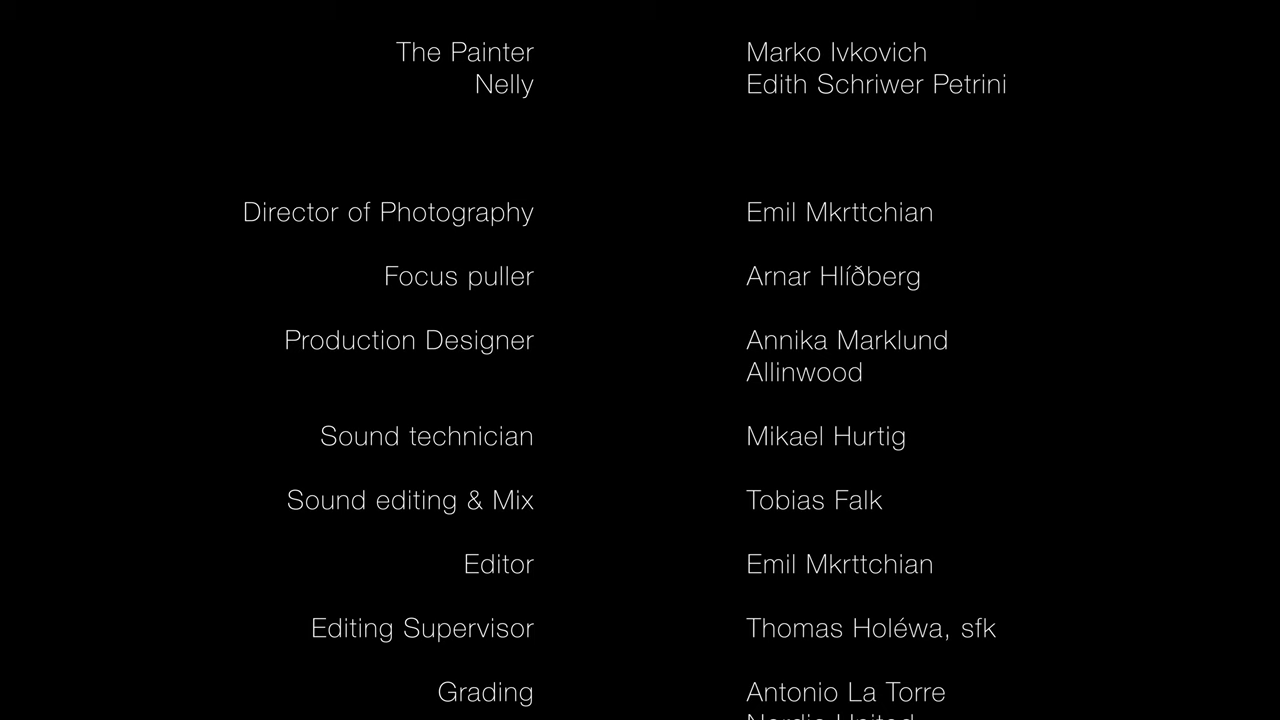 The Painter Marko Ivkovich
Nelly Edith Schriwer Petrini
Director of Photography Emil Mkrttchian
Focus puller Arnar Hlíðberg
Production Designer Annika Marklund
Allinwood
Sound technician Mikael Hurtig
Sound editing & Mix Tobias Falk
Editor Emil Mkrttchian
Editing Supervisor Thomas Holéwa, sfk
Grading Antonio La Torre
Nordic United